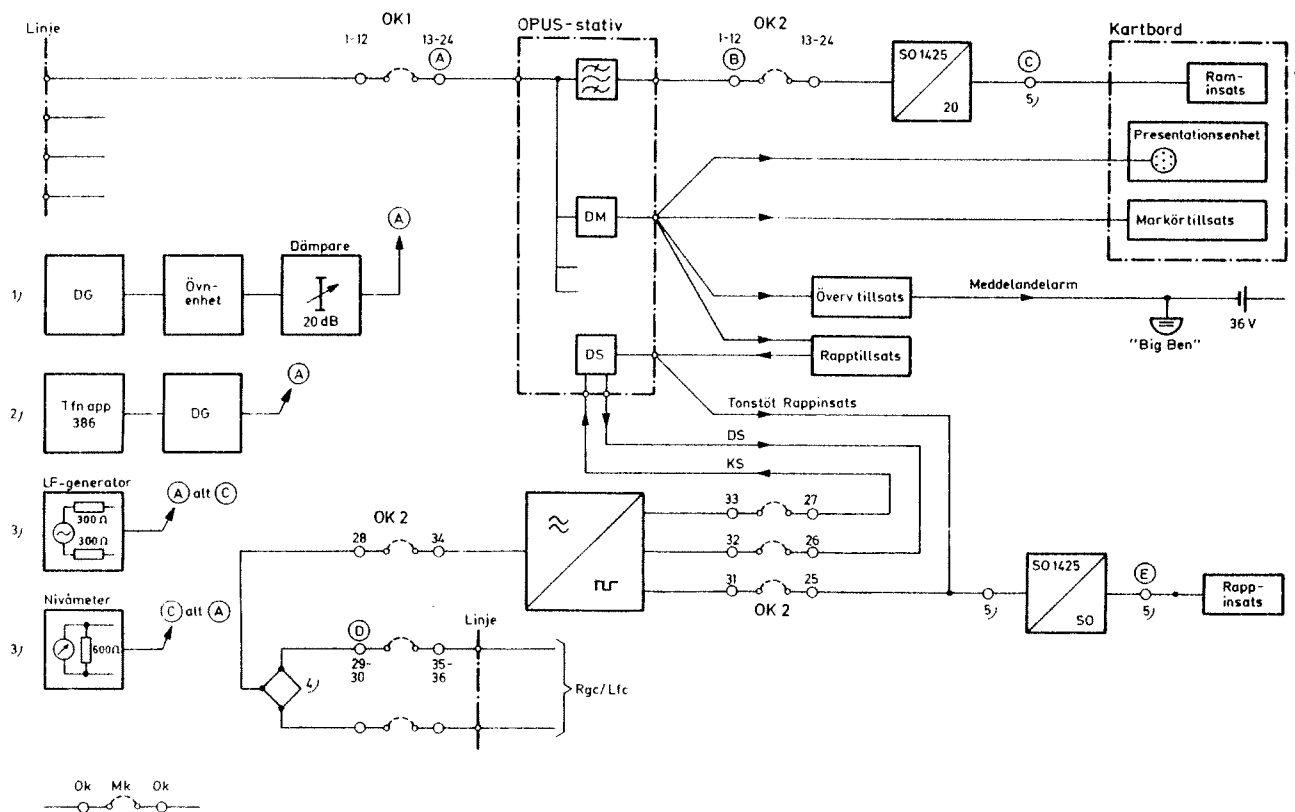 Linje
OK1
1-12
13-24
A
OPUS-stativ
OK2
1-12
13-24
B
SO 1425
20
C
5)
Kartbord
Ram-
insats
Presentationsenhet
Markörtillsats
DM
DS
Överv tillsats
Meddelandelarm
"Big Ben"
36 V
Rapptillsats
Tonstöt Rappinsats
DS
KS
1)
DG
Övn-
enhet
Dämpare
20 dB
A
2)
Tfn app
386
DG
A
3)
LF-generator
300 Ω
300 Ω
A alt C
3)
Nivåmeter
600Ω
C alt A
OK 2
28
34
33
27
32
26
31
25
OK 2
5)
SO 1425
SO
E
5)
Rapp-
insats
D
29-
30
35-
36
Linje
4)
Rgc/Lfc
Ok Mk Ok